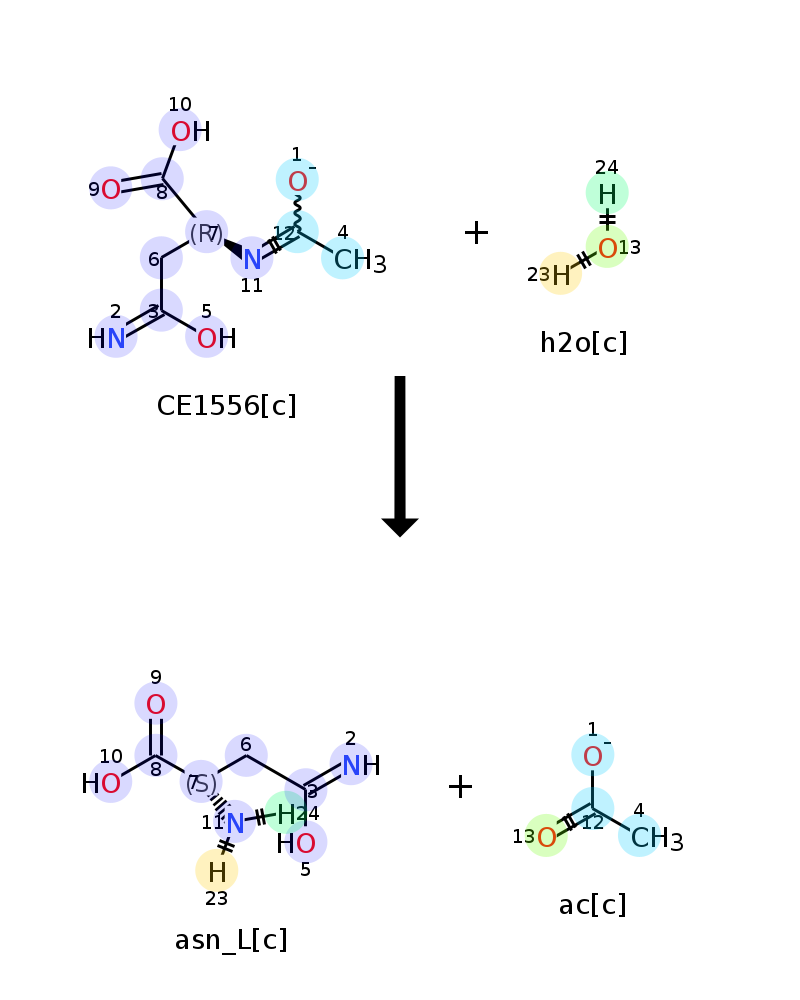 10
OH
1
O-
24
H
9 O
8
(R)
7
12
4
CH3
+
O 13
6
N
11
23 H
2
3
5
HN
OH
h2o[c]
CE1556[c]
9
O
1
O-
10
HO
8
6
2
NH
7
(S)
3
+
4
11 N
H 24
12
HO
5
13 O
CH3
H
23
ac[c]
asn_L[c]